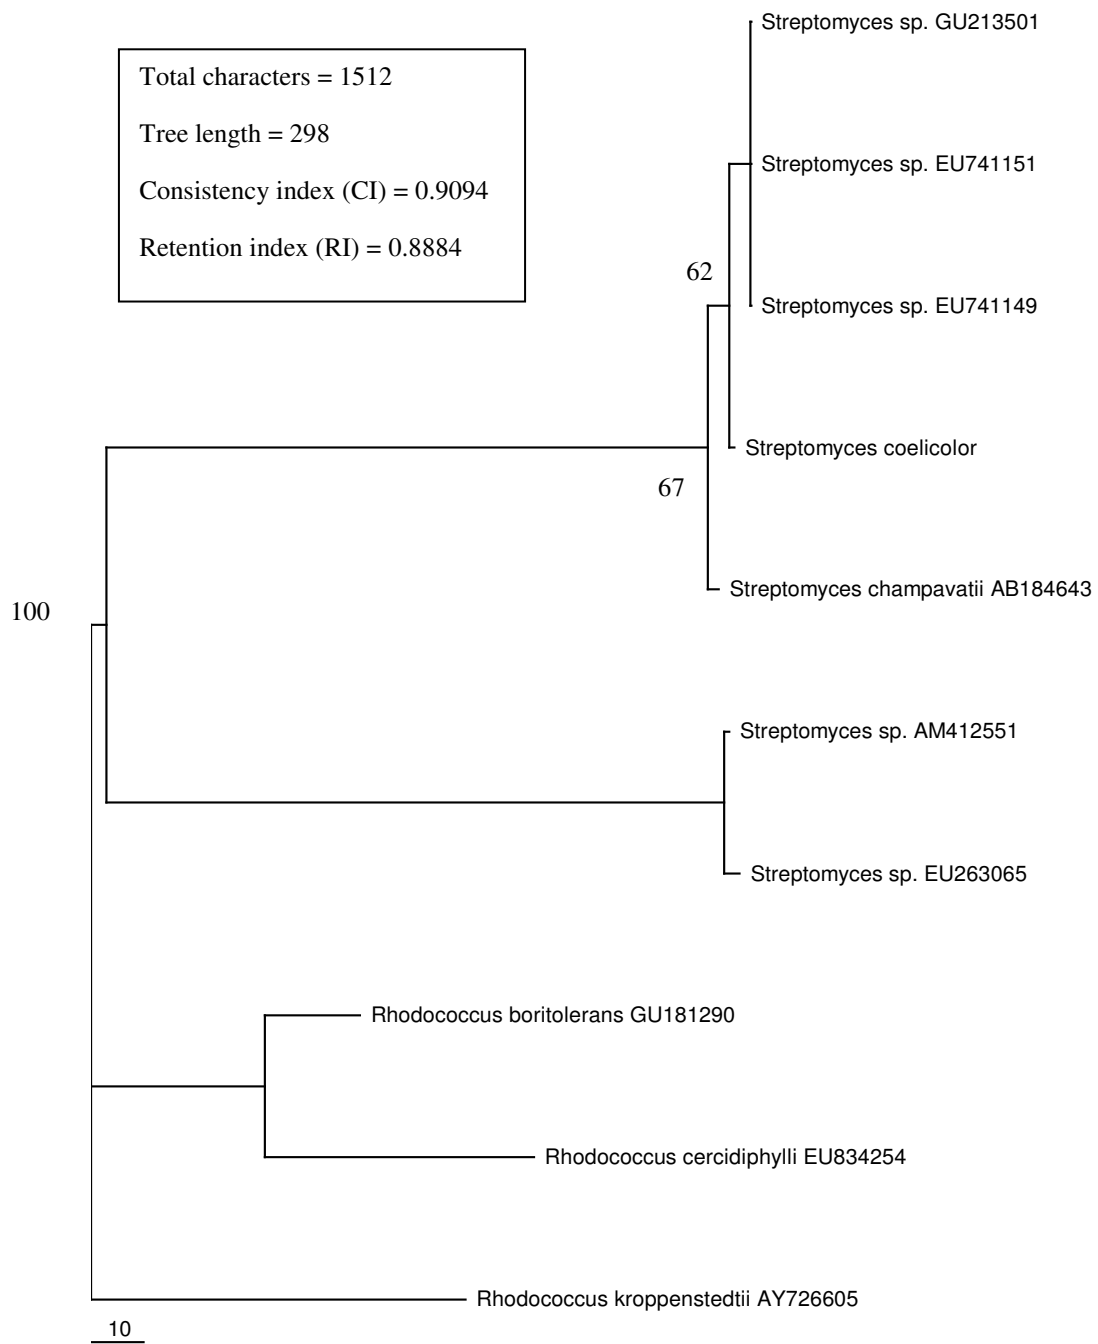 Streptomyces sp. GU213501
Total characters = 1512
Tree length = 298
Streptomyces sp. EU741151
Consistency index (CI) = 0.9094
Retention index (RI) = 0.8884
62
Streptomyces sp. EU741149
Streptomyces coelicolor
67
Streptomyces champavatii AB184643
100
Streptomyces sp. AM412551
Streptomyces sp. EU263065
Rhodococcus boritolerans GU181290
Rhodococcus cercidiphylli EU834254
Rhodococcus kroppenstedtii AY726605
10